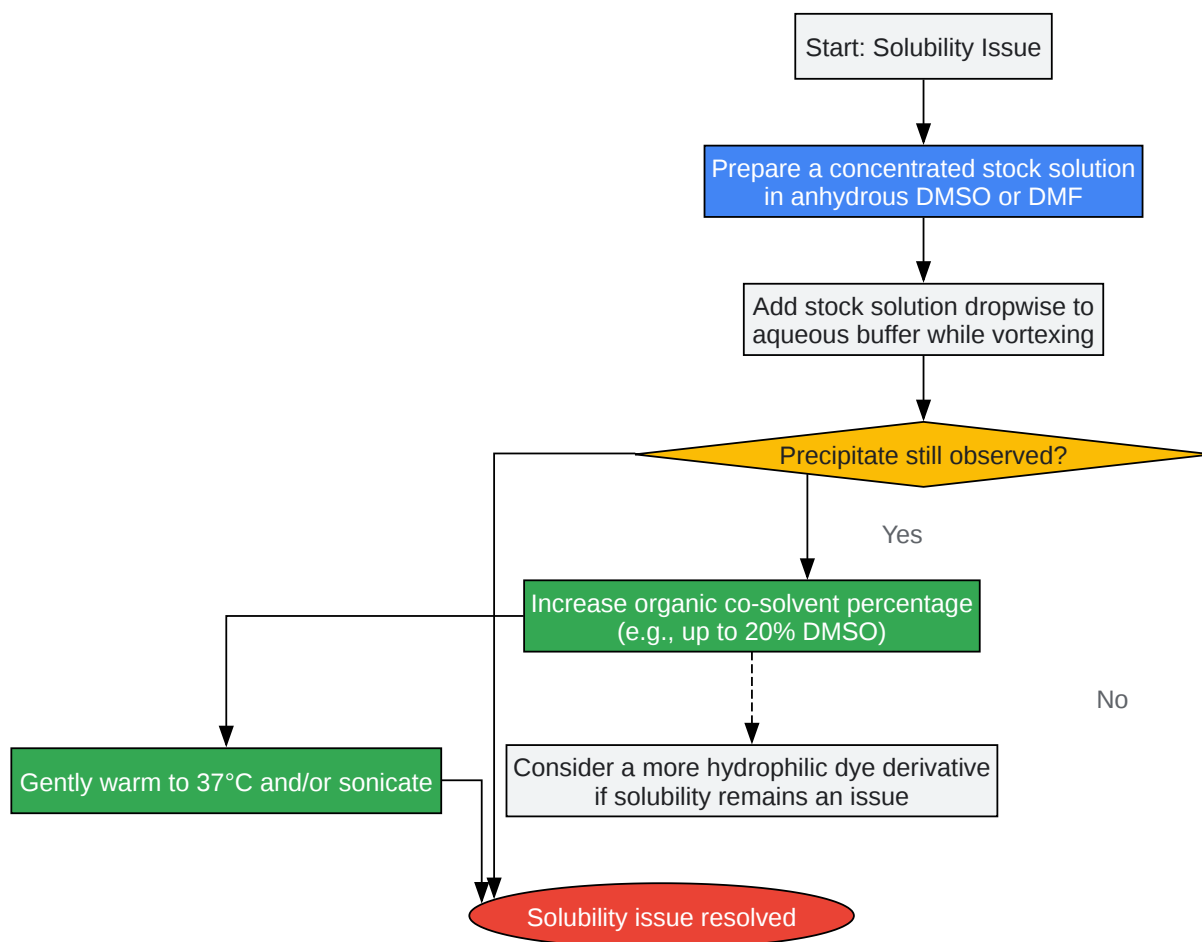 Start: Solubility Issue
Prepare a concentrated stock solution
in anhydrous DMSO or DMF
Add stock solution dropwise to
aqueous buffer while vortexing
Precipitate still observed?
Yes
Increase organic co-solvent percentage
(e.g., up to 20% DMSO)
No
Gently warm to 37°C and/or sonicate
Consider a more hydrophilic dye derivative
if solubility remains an issue
Solubility issue resolved